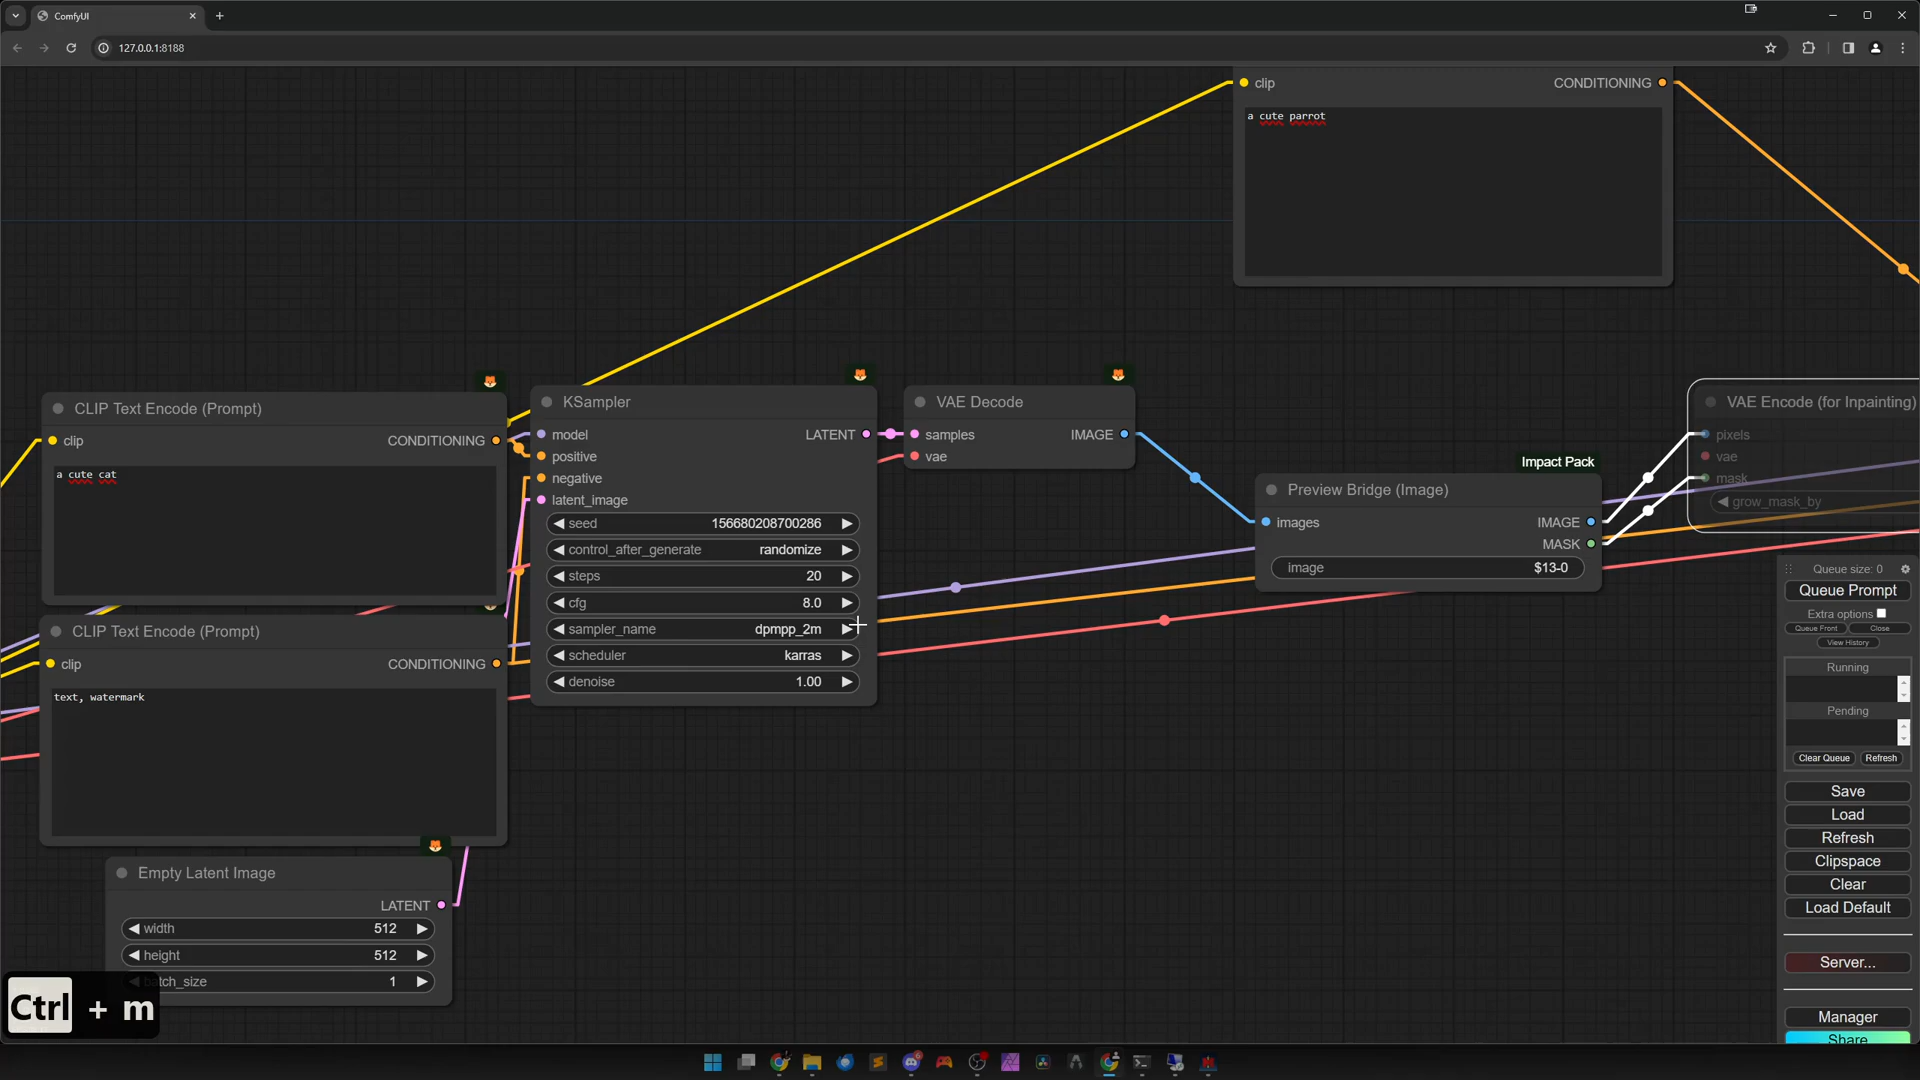 ComfyUI
127.0.0.1:8188
clip
CONDITIONING
a cute parrot
CLIP Text Encode (Prompt)
clip
CONDITIONING
a cute cat
KSampler
model
LATENT
positive
negative
latent_image
seed
156680208700286
control_after_generate
randomize
steps
20
cfg
8.0
sampler_name
dpmpp_2m
scheduler
karras
denoise
1.00
VAE Decode
samples
IMAGE
vae
Impact Pack
Preview Bridge (Image)
images
IMAGE
MASK
image
$13-0
VAE Encode (for Inpainting)
pixels
vae
mask
grow_mask_by
CLIP Text Encode (Prompt)
clip
CONDITIONING
text, watermark
Empty Latent Image
LATENT
width
512
height
512
batch_size
1
Queue size: 0
Queue Prompt
Extra options
Queue Front
Close
View History
Running
Pending
Clear Queue
Refresh
Save
Load
Refresh
Clipspace
Clear
Load Default
Server...
Manager
Share
Ctrl + m